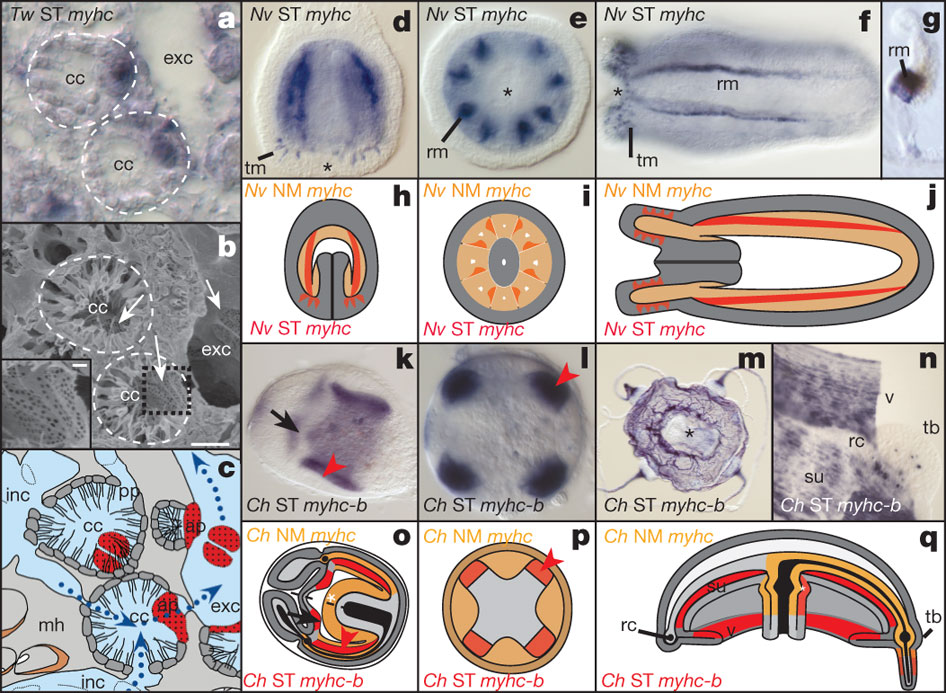 Tw ST myhc
a
cc
exc
cc
b
cc
exc
cc
c
inc
pp
cc
ap
ap
cc
exc
mh
inc
Nv ST myhc
d
tm
*
Nv ST myhc
e
*
rm
Nv ST myhc
f
*
rm
tm
g
rm
Nv NM myhc
h
Nv ST myhc
Nv NM myhc
i
Nv ST myhc
Nv NM myhc
j
Nv ST myhc
k
Ch ST myhc-b
l
Ch ST myhc-b
m
*
Ch ST myhc-b
n
v
tb
rc
su
Ch ST myhc-b
Ch NM myhc
o
*
Ch ST myhc-b
Ch NM myhc
p
Ch ST myhc-b
Ch NM myhc
q
su
rc
v
tb
Ch ST myhc-b